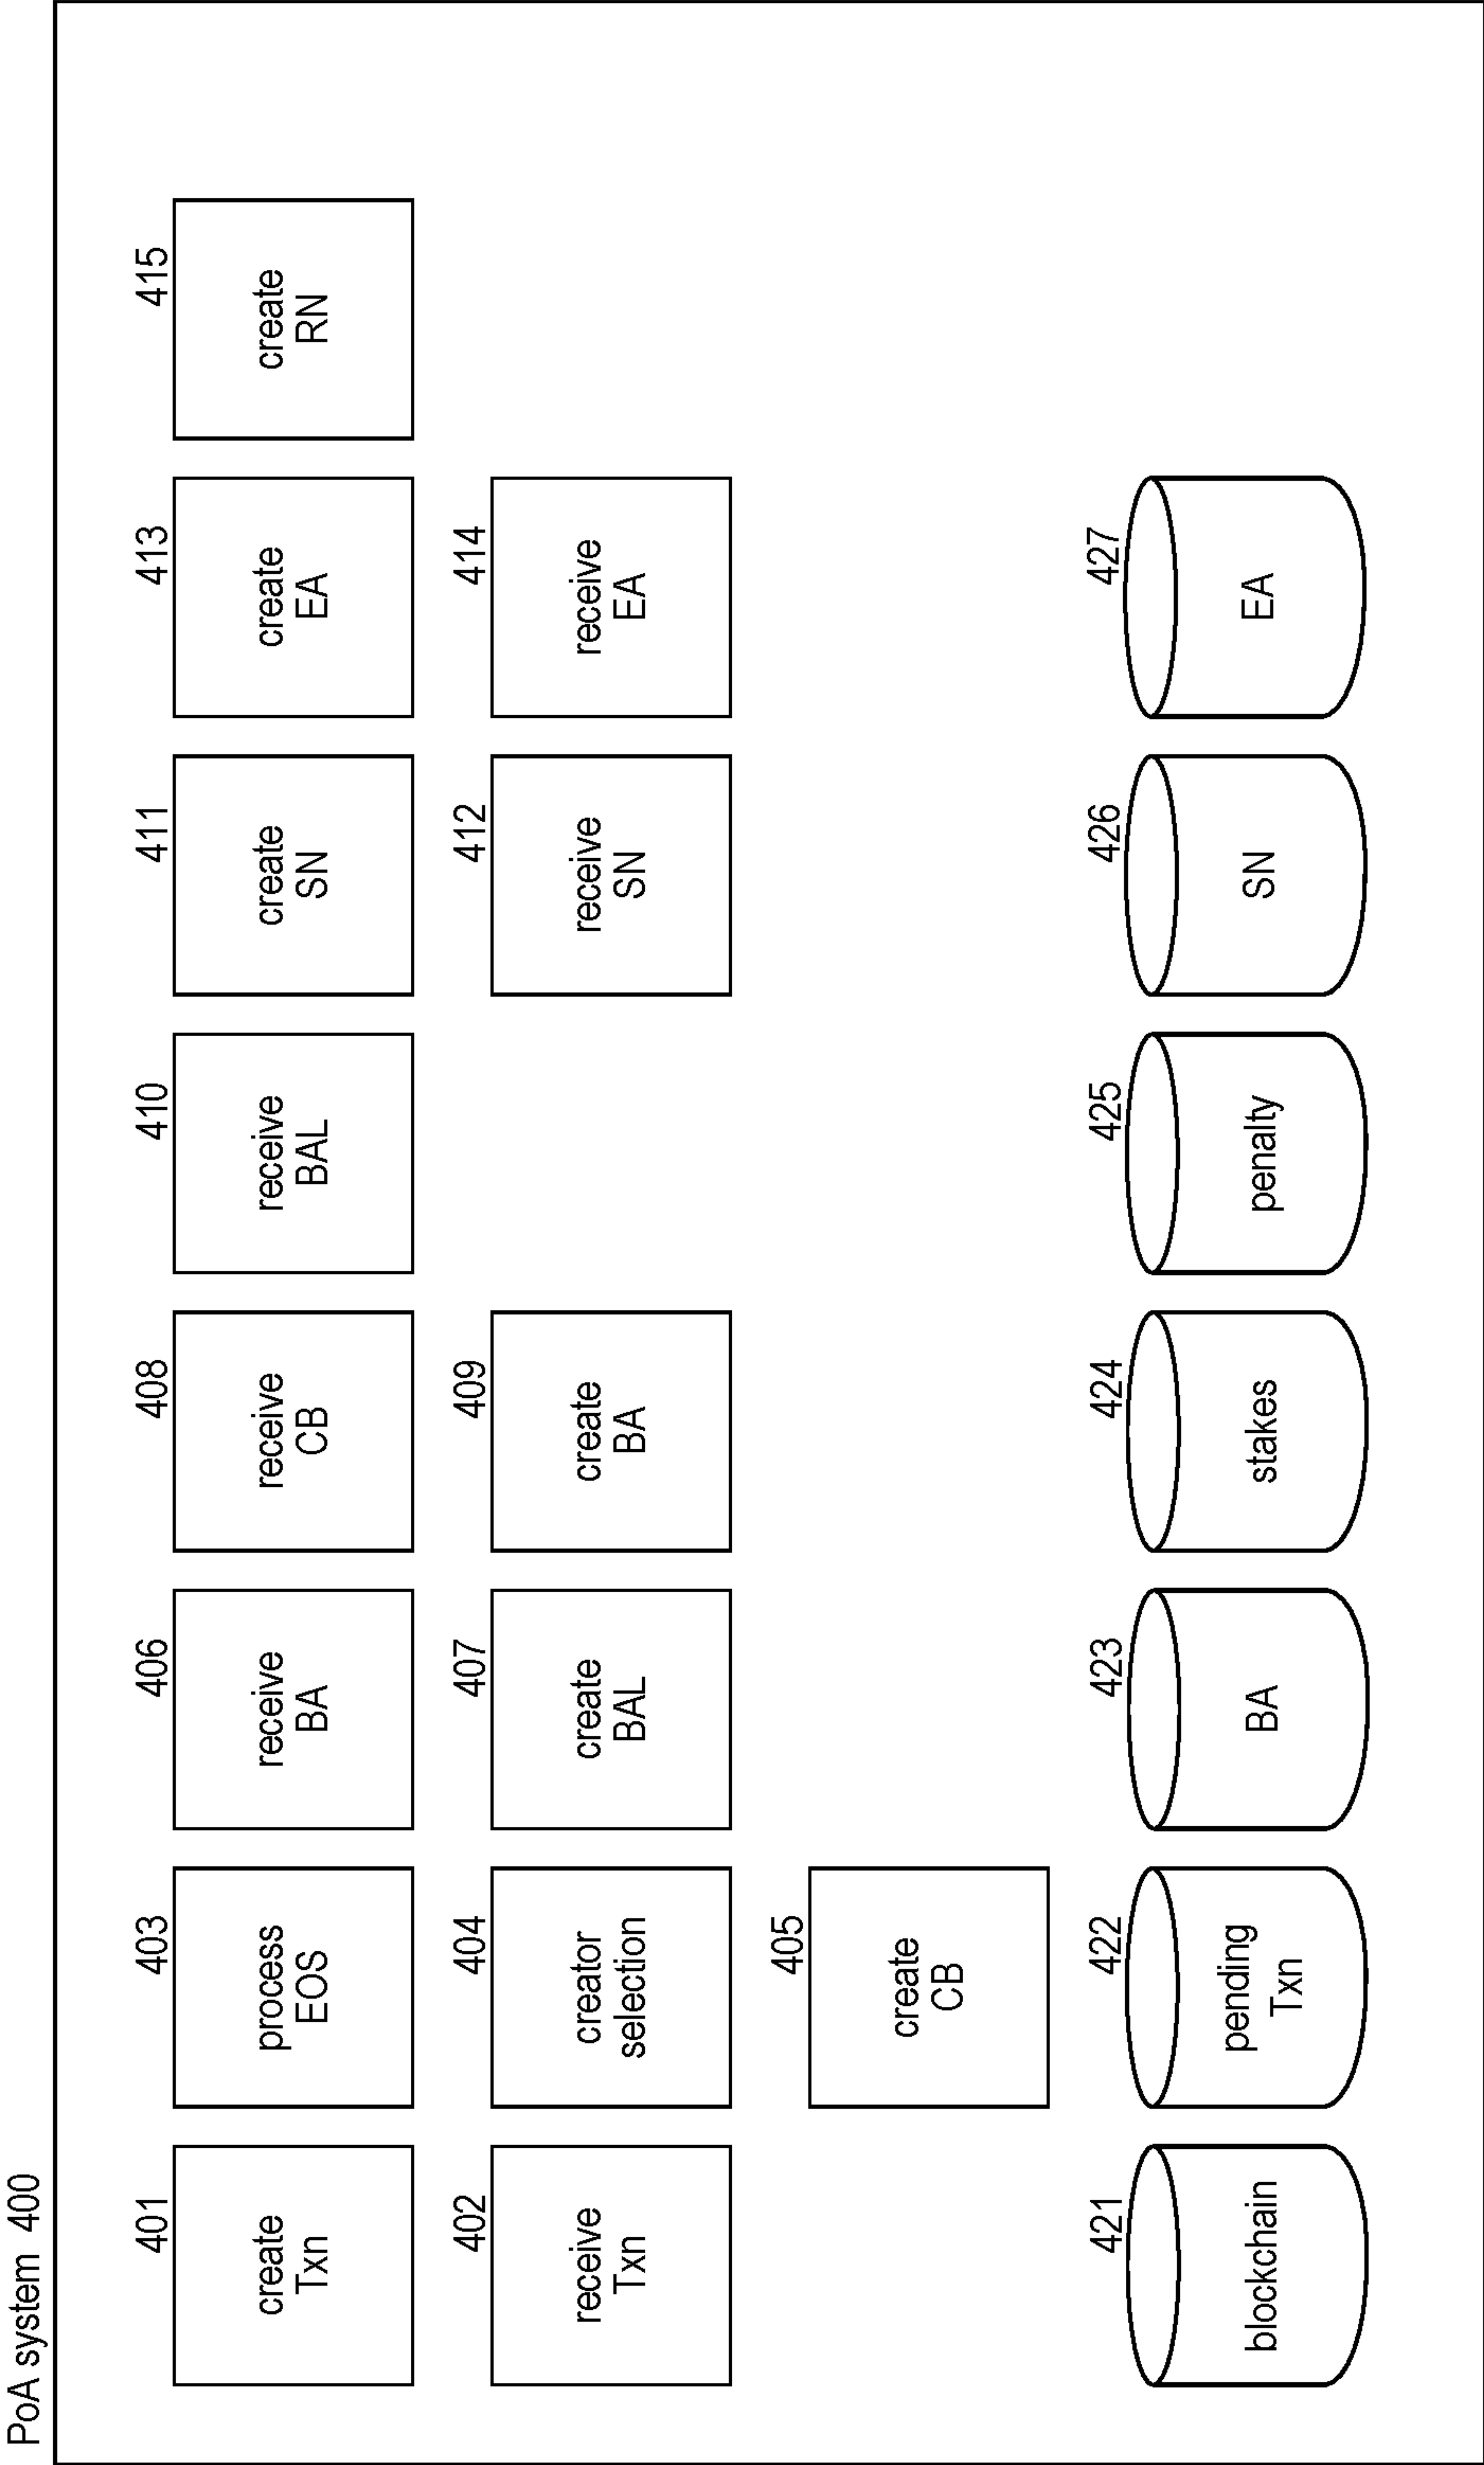 PoA system 400
401
create
Txn
403
process
EOS
406
receive
BA
408
receive
CB
410
receive
BAL
411
create
SN
413
create
EA
415
create
RN
402
receive
Txn
404
creator
selection
407
create
BAL
409
create
BA
412
receive
SN
414
receive
EA
405
create
CB
421
blockchain
422
pending
Txn
423
BA
424
stakes
425
penalty
426
SN
427
EA